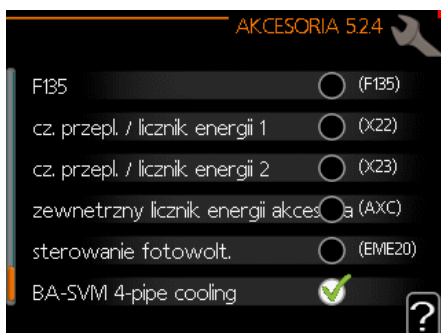 AKCESORIA 5.2.4
F135 (F135)
cz. przepl. / licznik energii 1 (X22)
cz. przepl. / licznik energii 2 (X23)
zewnetrzny licznik energii akces a (AXC)
sterowanie fotowolt. (EME20)
BA-SVM 4-pipe cooling
?